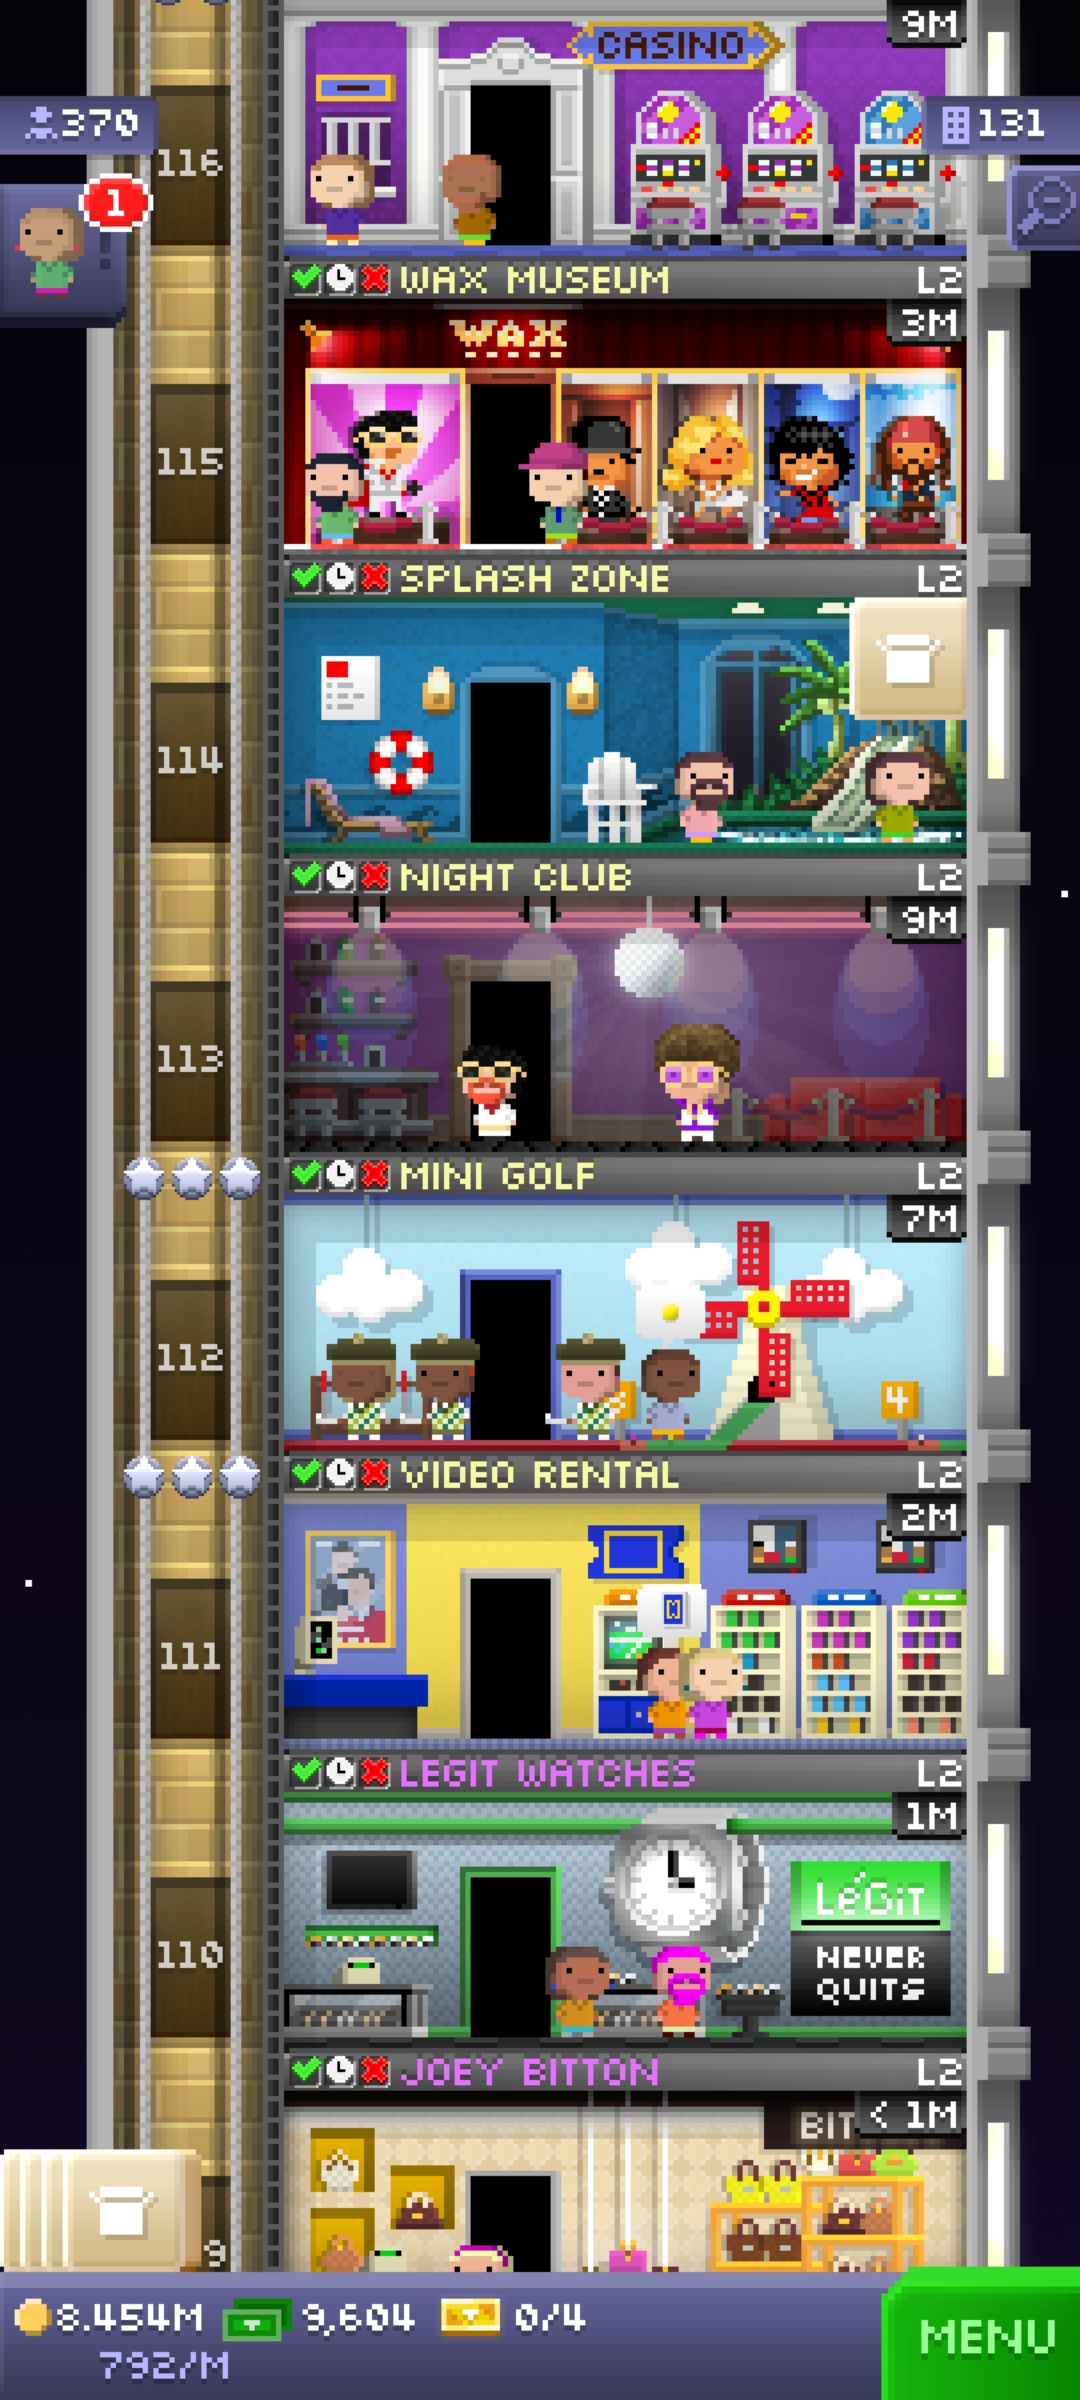 9M
CASINO
370
131
116
1
WAX MUSEUM L2
3M
WAX
115
SPLASH ZONE L2
114
NIGHT CLUB L2
9M
113
MINI GOLF L2
7M
112
4
VIDEO RENTAL L2
2M
111
LEGIT WATCHES L2
1M
LéGiT
NEVER
QUITS
110
JOEY BITTON L2
BIT
< 1M
9
8.454M 9,604 0/4
792/M
MENU